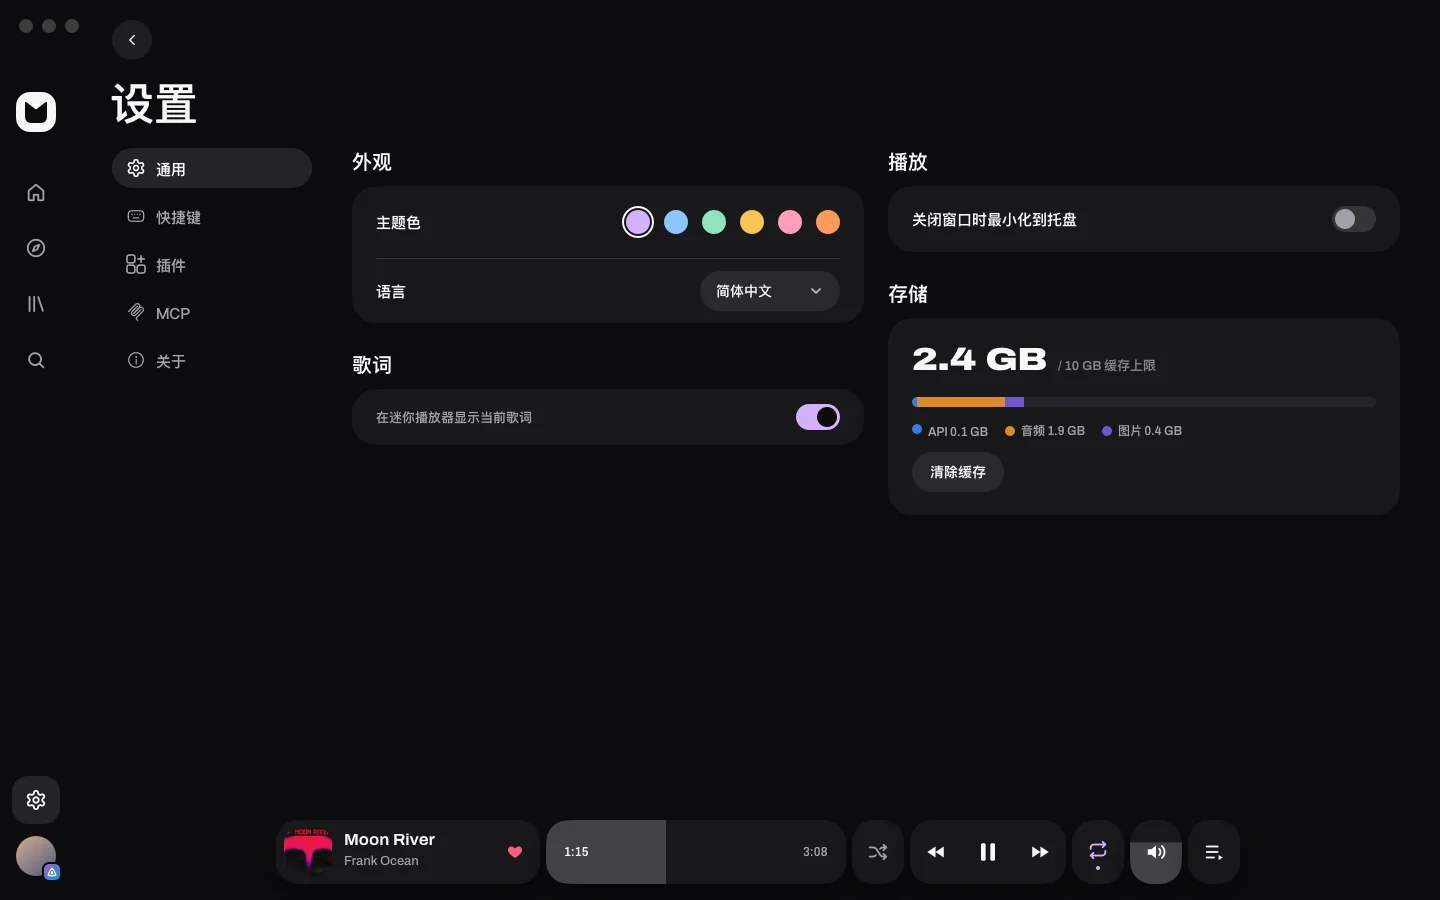 设置
通用
快捷键
插件
MCP
关于
外观
主题色
语言
简体中文
歌词
在迷你播放器显示当前歌词
播放
关闭窗口时最小化到托盘
存储
2.4 GB / 10 GB 缓存上限
API 0.1 GB 音频 1.9 GB 图片 0.4 GB
清除缓存
MOON RIVER
Moon River
Frank Ocean
1:15
3:08